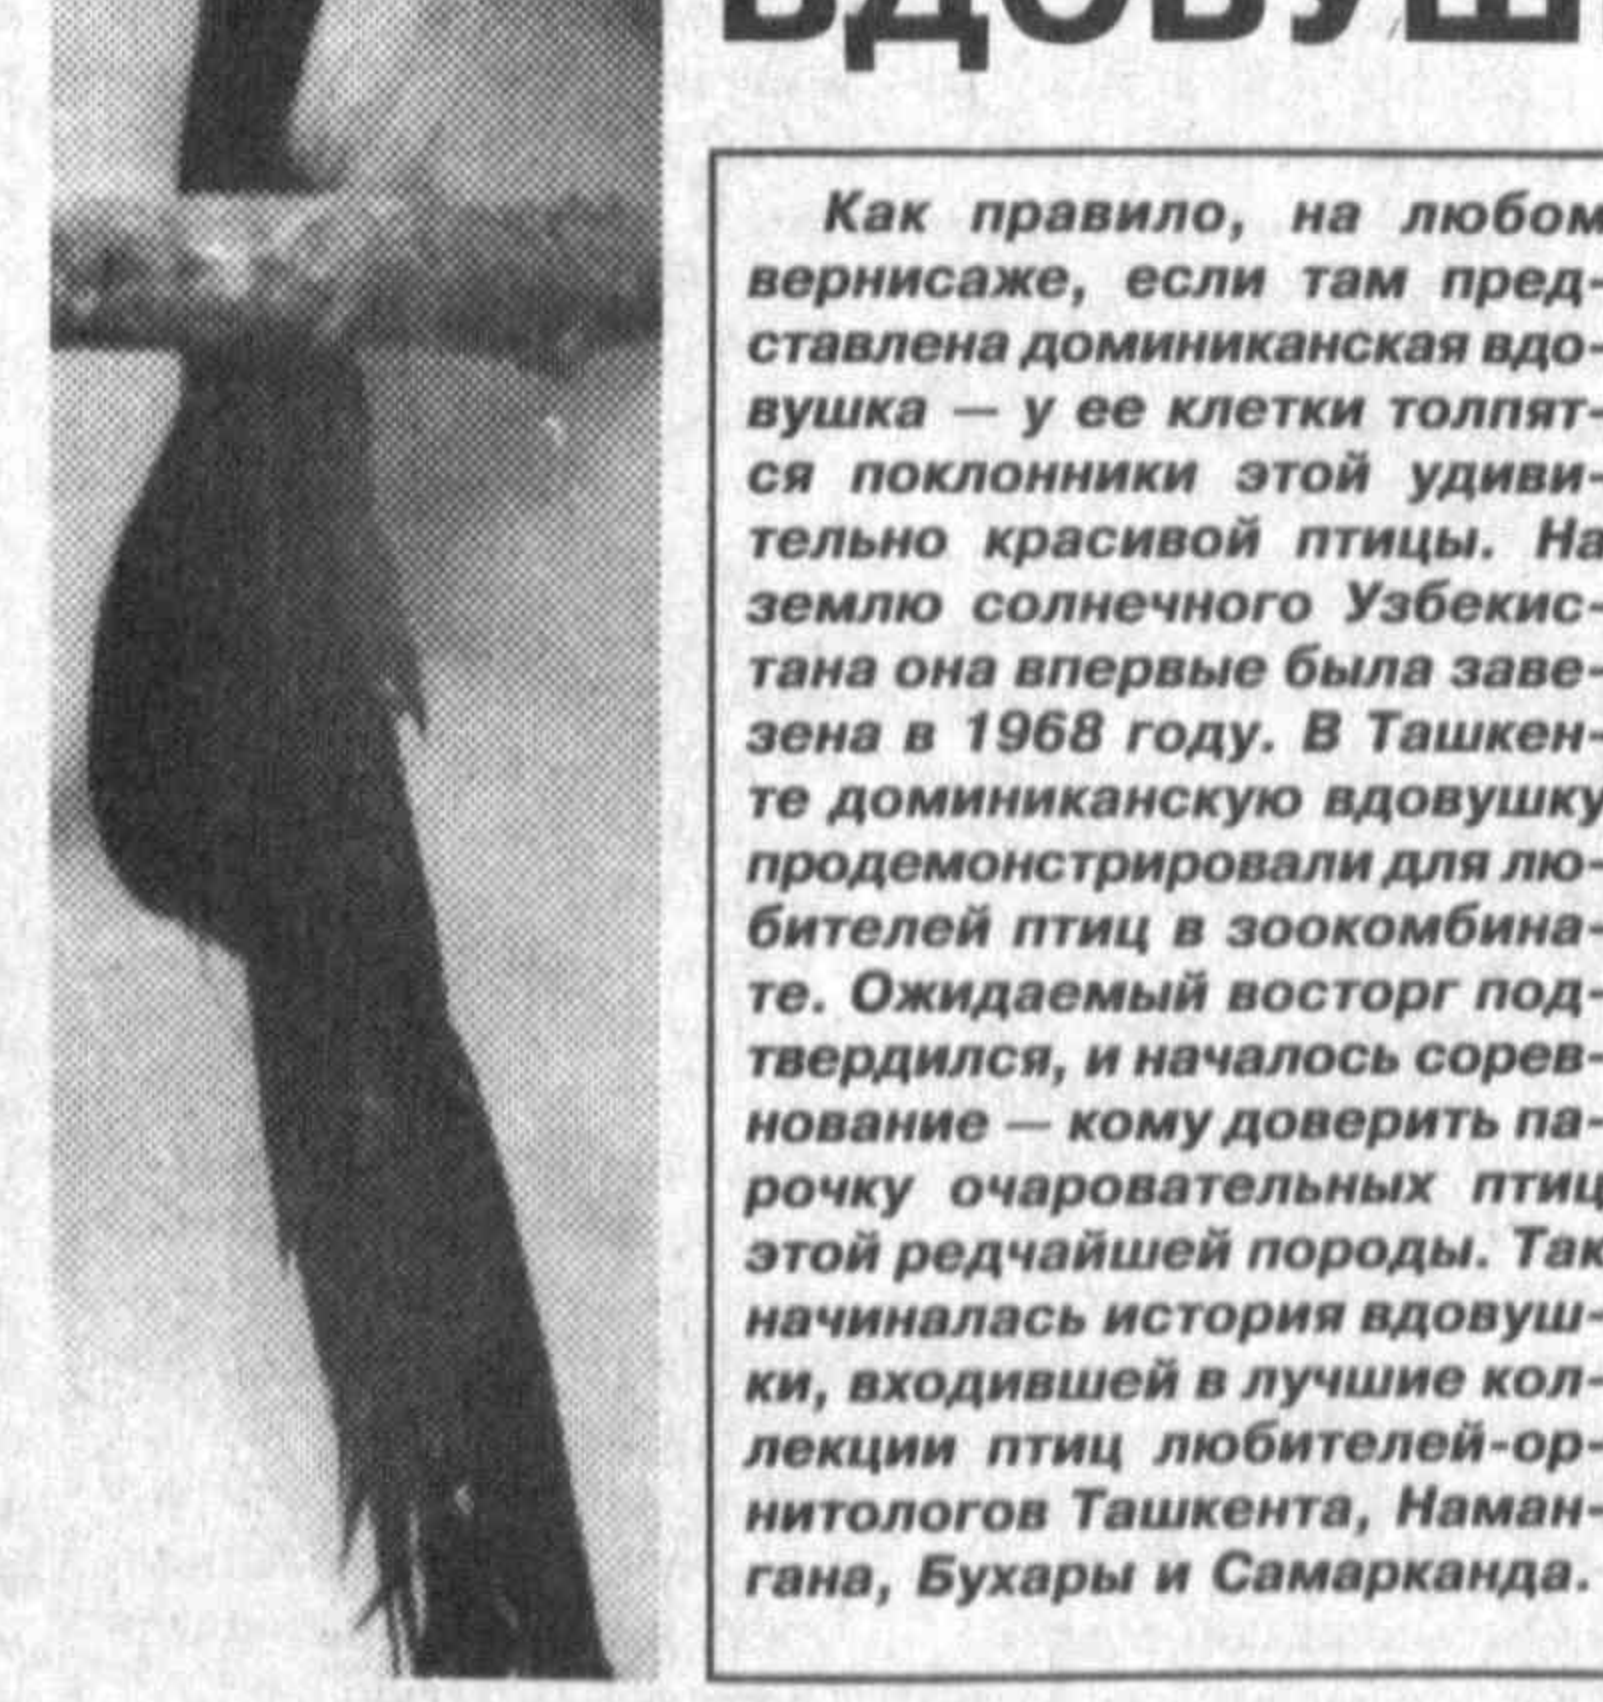 ВДОВУШ
Как правило, на любом
вернисаже, если там пред-
ставлена доминиканская вдо-
вушка — у ее клетки толпят-
ся поклонники этой удиви-
тельно красивой птицы. На
землю солнечного Узбекис-
тана она впервые была заве-
зена в 1968 году. В Ташкен-
те доминиканскую вдовушку
продемонстрировали для лю-
бителей птиц в зоокомбина-
те. Ожидаемый восторг под-
твердился, и началось сорев-
нование — кому доверить па-
рочку очаровательных птиц
этой редчайшей породы. Так
начиналась история вдовуш-
ки, входившей в лучшие кол-
лекции птиц любителей-ор-
нитологов Ташкента, Наман-
гана, Бухары и Самарканда.